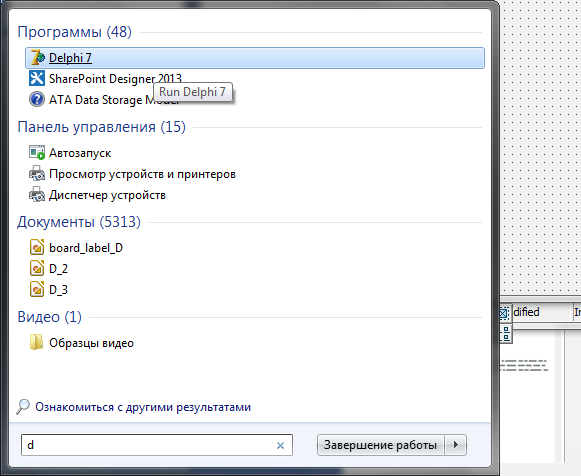 Программы (48)
Delphi 7
SharePoint Designer 2013
Run Delphi 7
ATA Data Storage
Панель управления (15)
Автозапуск
Просмотр устройств и принтеров
Диспетчер устройств
Документы (5313)
board_label_D
D_2
D_3
dified
In
Видео (1)
Образцы видео
Ознакомиться с другими результатами
d
Завершение работы